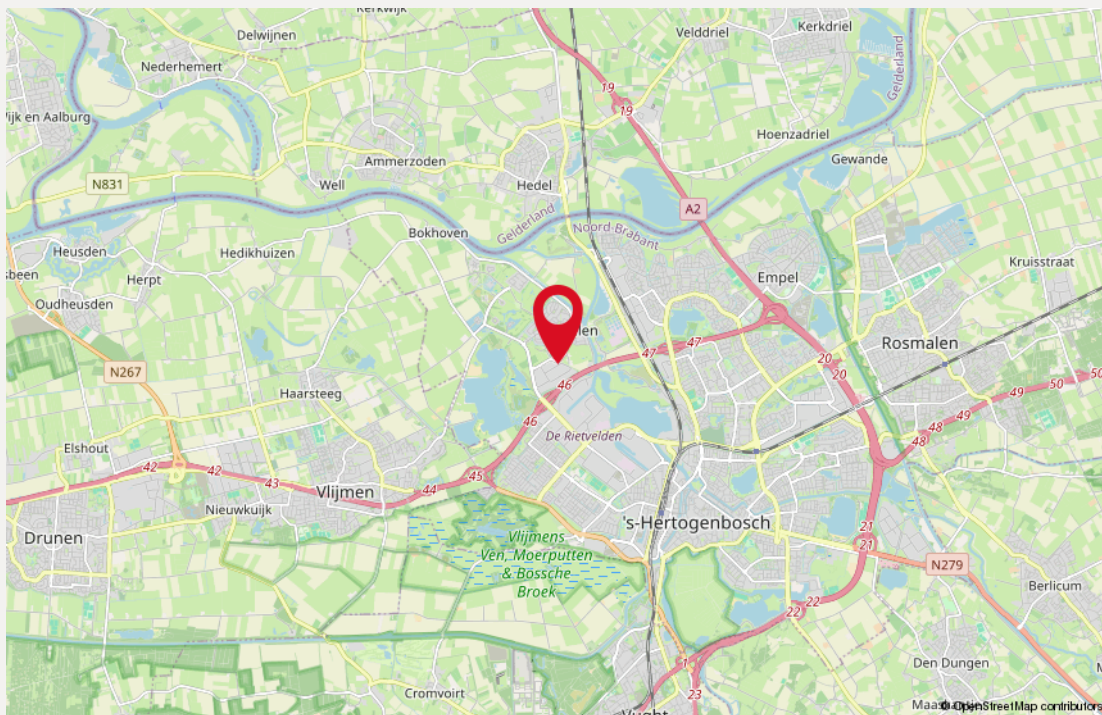 Kerkwijk
Delwijnen
Kerkdriel
Velddriel
Nederhemert
Gelderland
19
19
Wijk en Aalburg
Hoenzadriel
Gewande
Ammerzoden
N831
Well
Hedel
A2
Gelderland
Noord-Brabant
Bokhoven
Heusden
Hedikhuizen
Kruisstraat
Herpt
Empel
Oudheusden
47
47
Rosmalen
20
20
N267
46
50
50
49
49
Haarsteeg
46
48
48
De Rietvelden
Elshout
42
42
43
44
45
Vlijmen
Nieuwkuijk
's-Hertogenbosch
Drunen
21
21
Vlijmens
Ven, Moerputten
& Bossche
Broek
N279
Berlicum
22
22
1
Den Dungen
Cromvoirt
23
Vught
© OpenStreetMap contributors